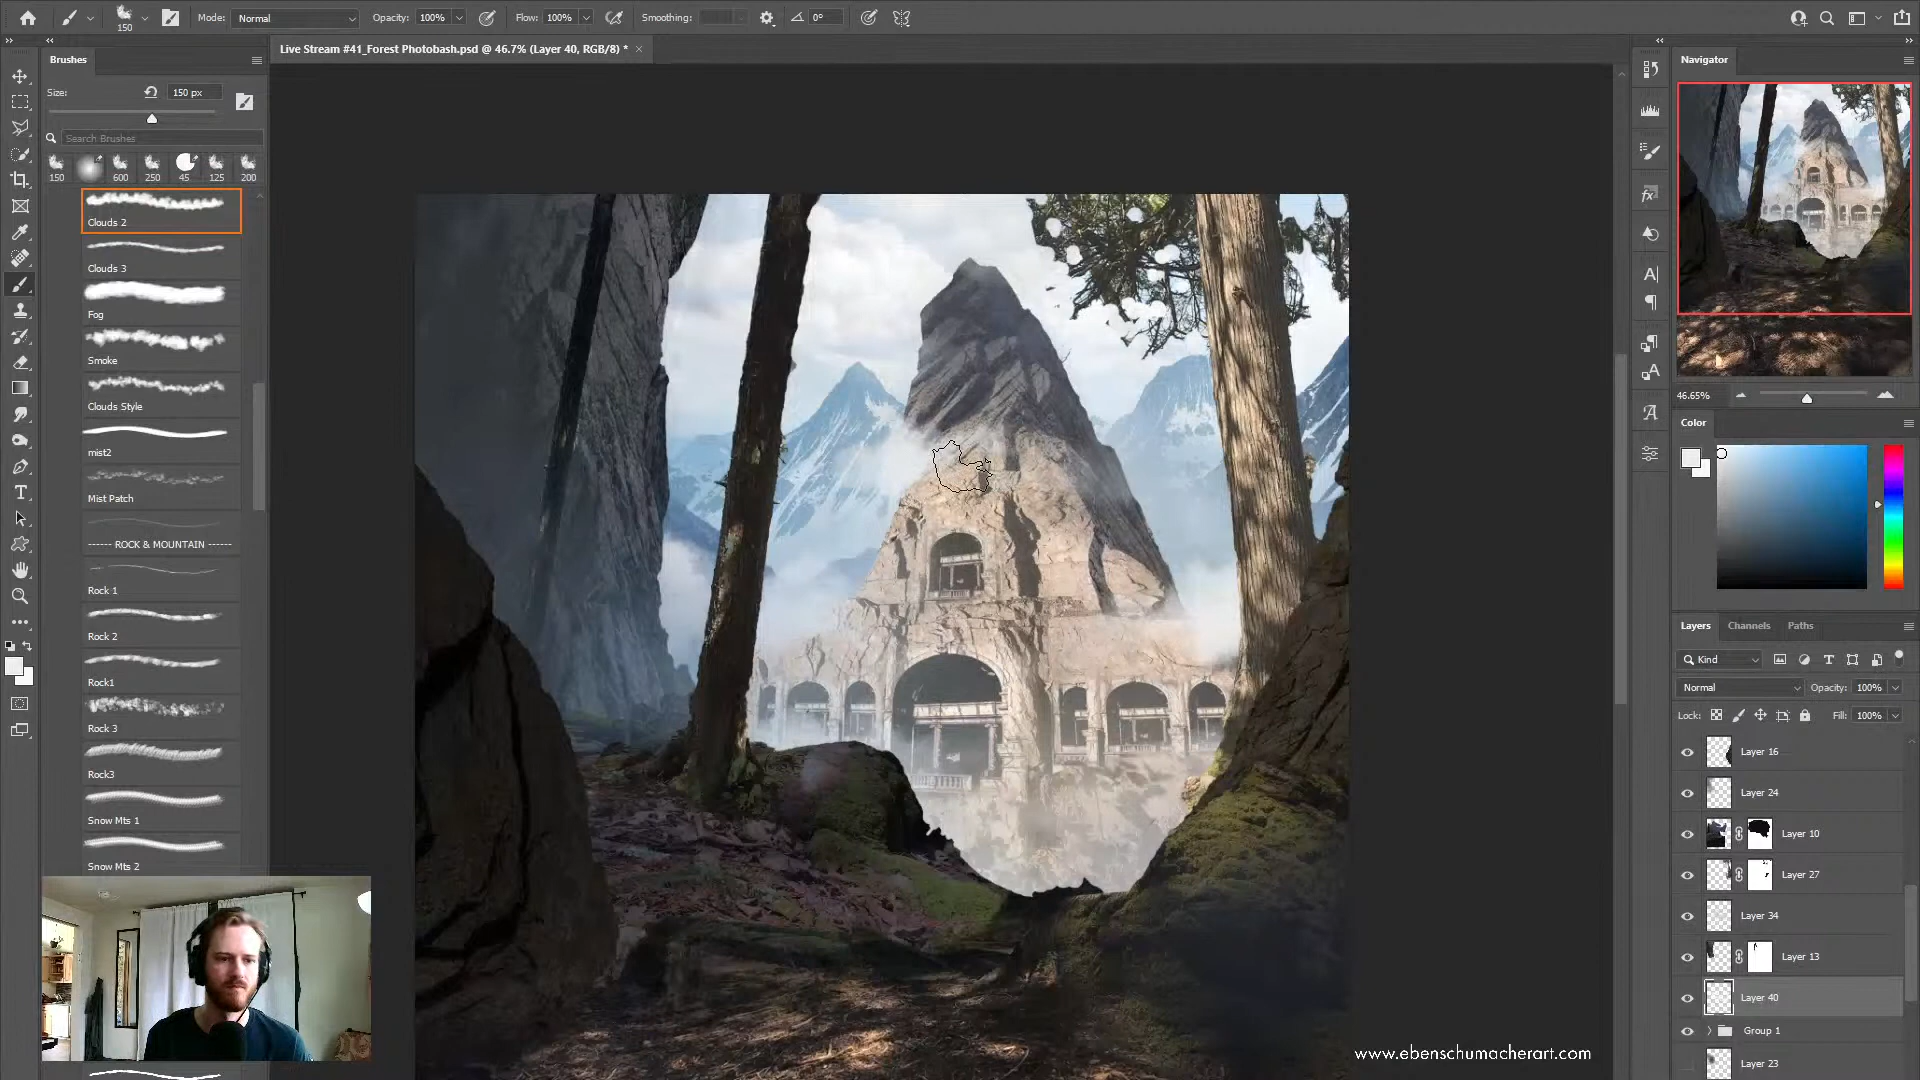 150
Mode: Normal
Opacity: 100%
Flow: 100%
Smoothing:
0°
Live Stream #41_Forest Photobash.psd @ 46.7% (Layer 40, RGB/8) *
Brushes
Size:
150 px
Search Brushes
150 600 250 45 125 200
Clouds 2
Clouds 3
Fog
Smoke
Clouds Style
mist2
Mist Patch
------ ROCK & MOUNTAIN ------
Rock 1
Rock 2
Rock1
Rock 3
Rock3
Snow Mts 1
Snow Mts 2
Navigator
46.65%
Color
Layers Channels Paths
Kind
Normal
Opacity: 100%
Lock:
Fill: 100%
Layer 16
Layer 24
Layer 10
Layer 27
Layer 34
Layer 13
Layer 40
Group 1
Layer 23
www.ebenschumacherart.com